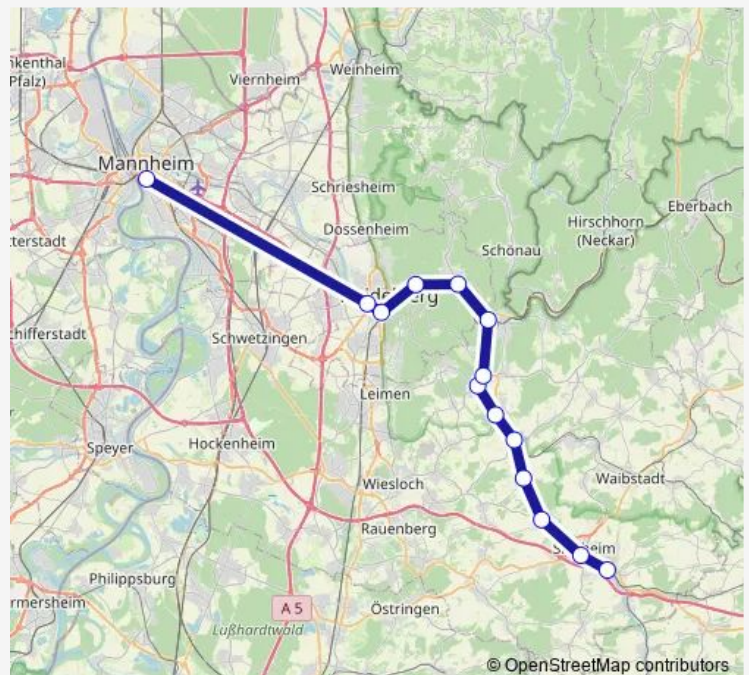 nkenthal
Pfalz)
Viernheim
Weinheim
Mannheim
Schriesheim
Eberbach
Hirschhorn
(Neckar)
tterstadt
Dossenheim
Schönau
chifferstadt
Schwetzingen
Leimen
Speyer
Hockenheim
Wiesloch
Waibstadt
Rauenberg
Philippsburg
rmersheim
A 5
Östringen
Lußhardtwald
© OpenStreetMap contributors